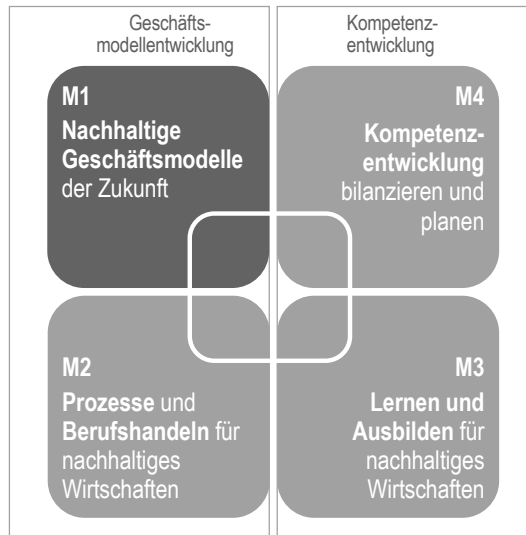 Geschäfts-
modellentwicklung
Kompetenz-
entwicklung
M1
Nachhaltige
Geschäftsmodelle
der Zukunft
M4
Kompetenz-
entwicklung
bilanzieren und
planen
M2
Prozesse und
Berufshandeln für
nachhaltiges
Wirtschaften
M3
Lernen und
Ausbilden für
nachhaltiges
Wirtschaften